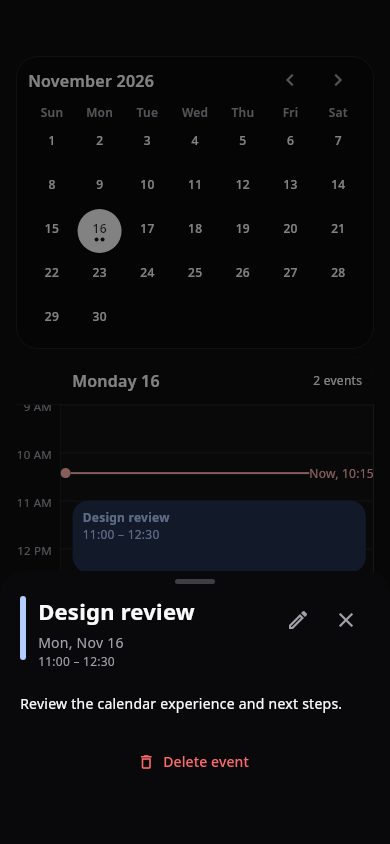 November 2026
Sun Mon Tue Wed Thu Fri Sat
1 2 3 4 5 6 7
8 9 10 11 12 13 14
15 16 17 18 19 20 21
22 23 24 25 26 27 28
29 30
Monday 16 2 events
9 AM
10 AM
Now, 10:15
11 AM
Design review
11:00 – 12:30
12 PM
Design review
Mon, Nov 16
11:00 – 12:30
Review the calendar experience and next steps.
Delete event